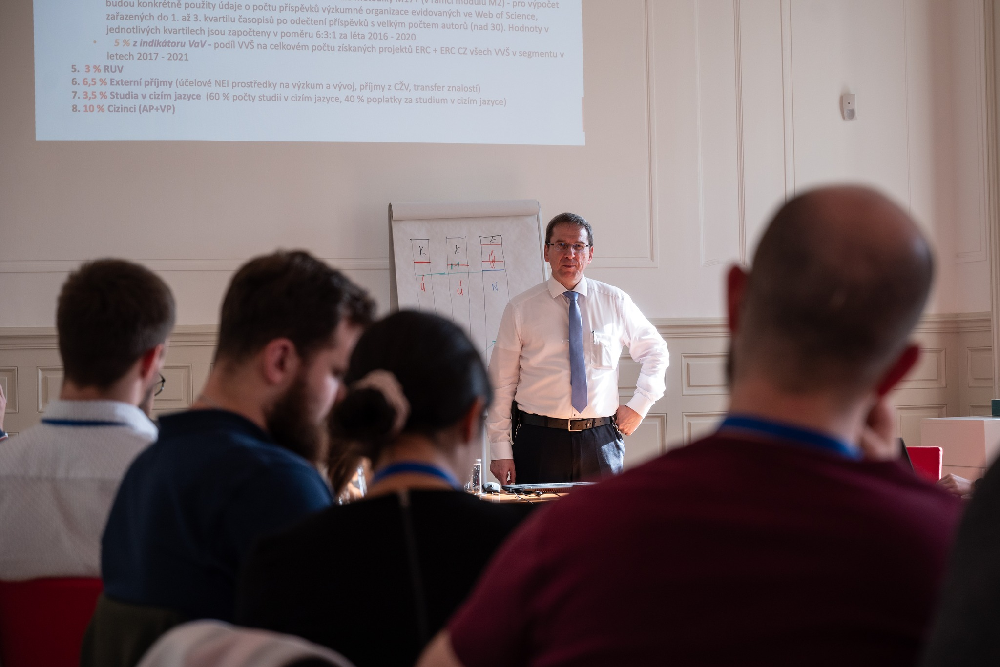 metodiky M17+ (v rámci modulu M2) - pro výpočet
budou konkrétně použity údaje o počtu příspěvků výzkumné organizace evidovaných ve Web of Science,
zařazených do 1. až 3. kvartilu časopisů po odečtení příspěvků s velkým počtem autorů (nad 30). Hodnoty v
jednotlivých kvartilech jsou započteny v poměru 6:3:1 za léta 2016 - 2020
• 5 % z indikátoru VaV - podíl VVŠ na celkovém počtu získaných projektů ERC + ERC CZ všech VVŠ v segmentu v
letech 2017 - 2021
5. 3 % RUV
6. 6,5 % Externí příjmy (účelové NEI prostředky na výzkum a vývoj, příjmy z CŽV, transfer znalostí)
7. 3,5 % Studia v cizím jazyce (60 % počty studií v cizím jazyce, 40 % poplatky za studium v cizím jazyce)
8. 10 % Cizinci (AP+VP)
K K K
Ú
M Ú
Ú Ú N